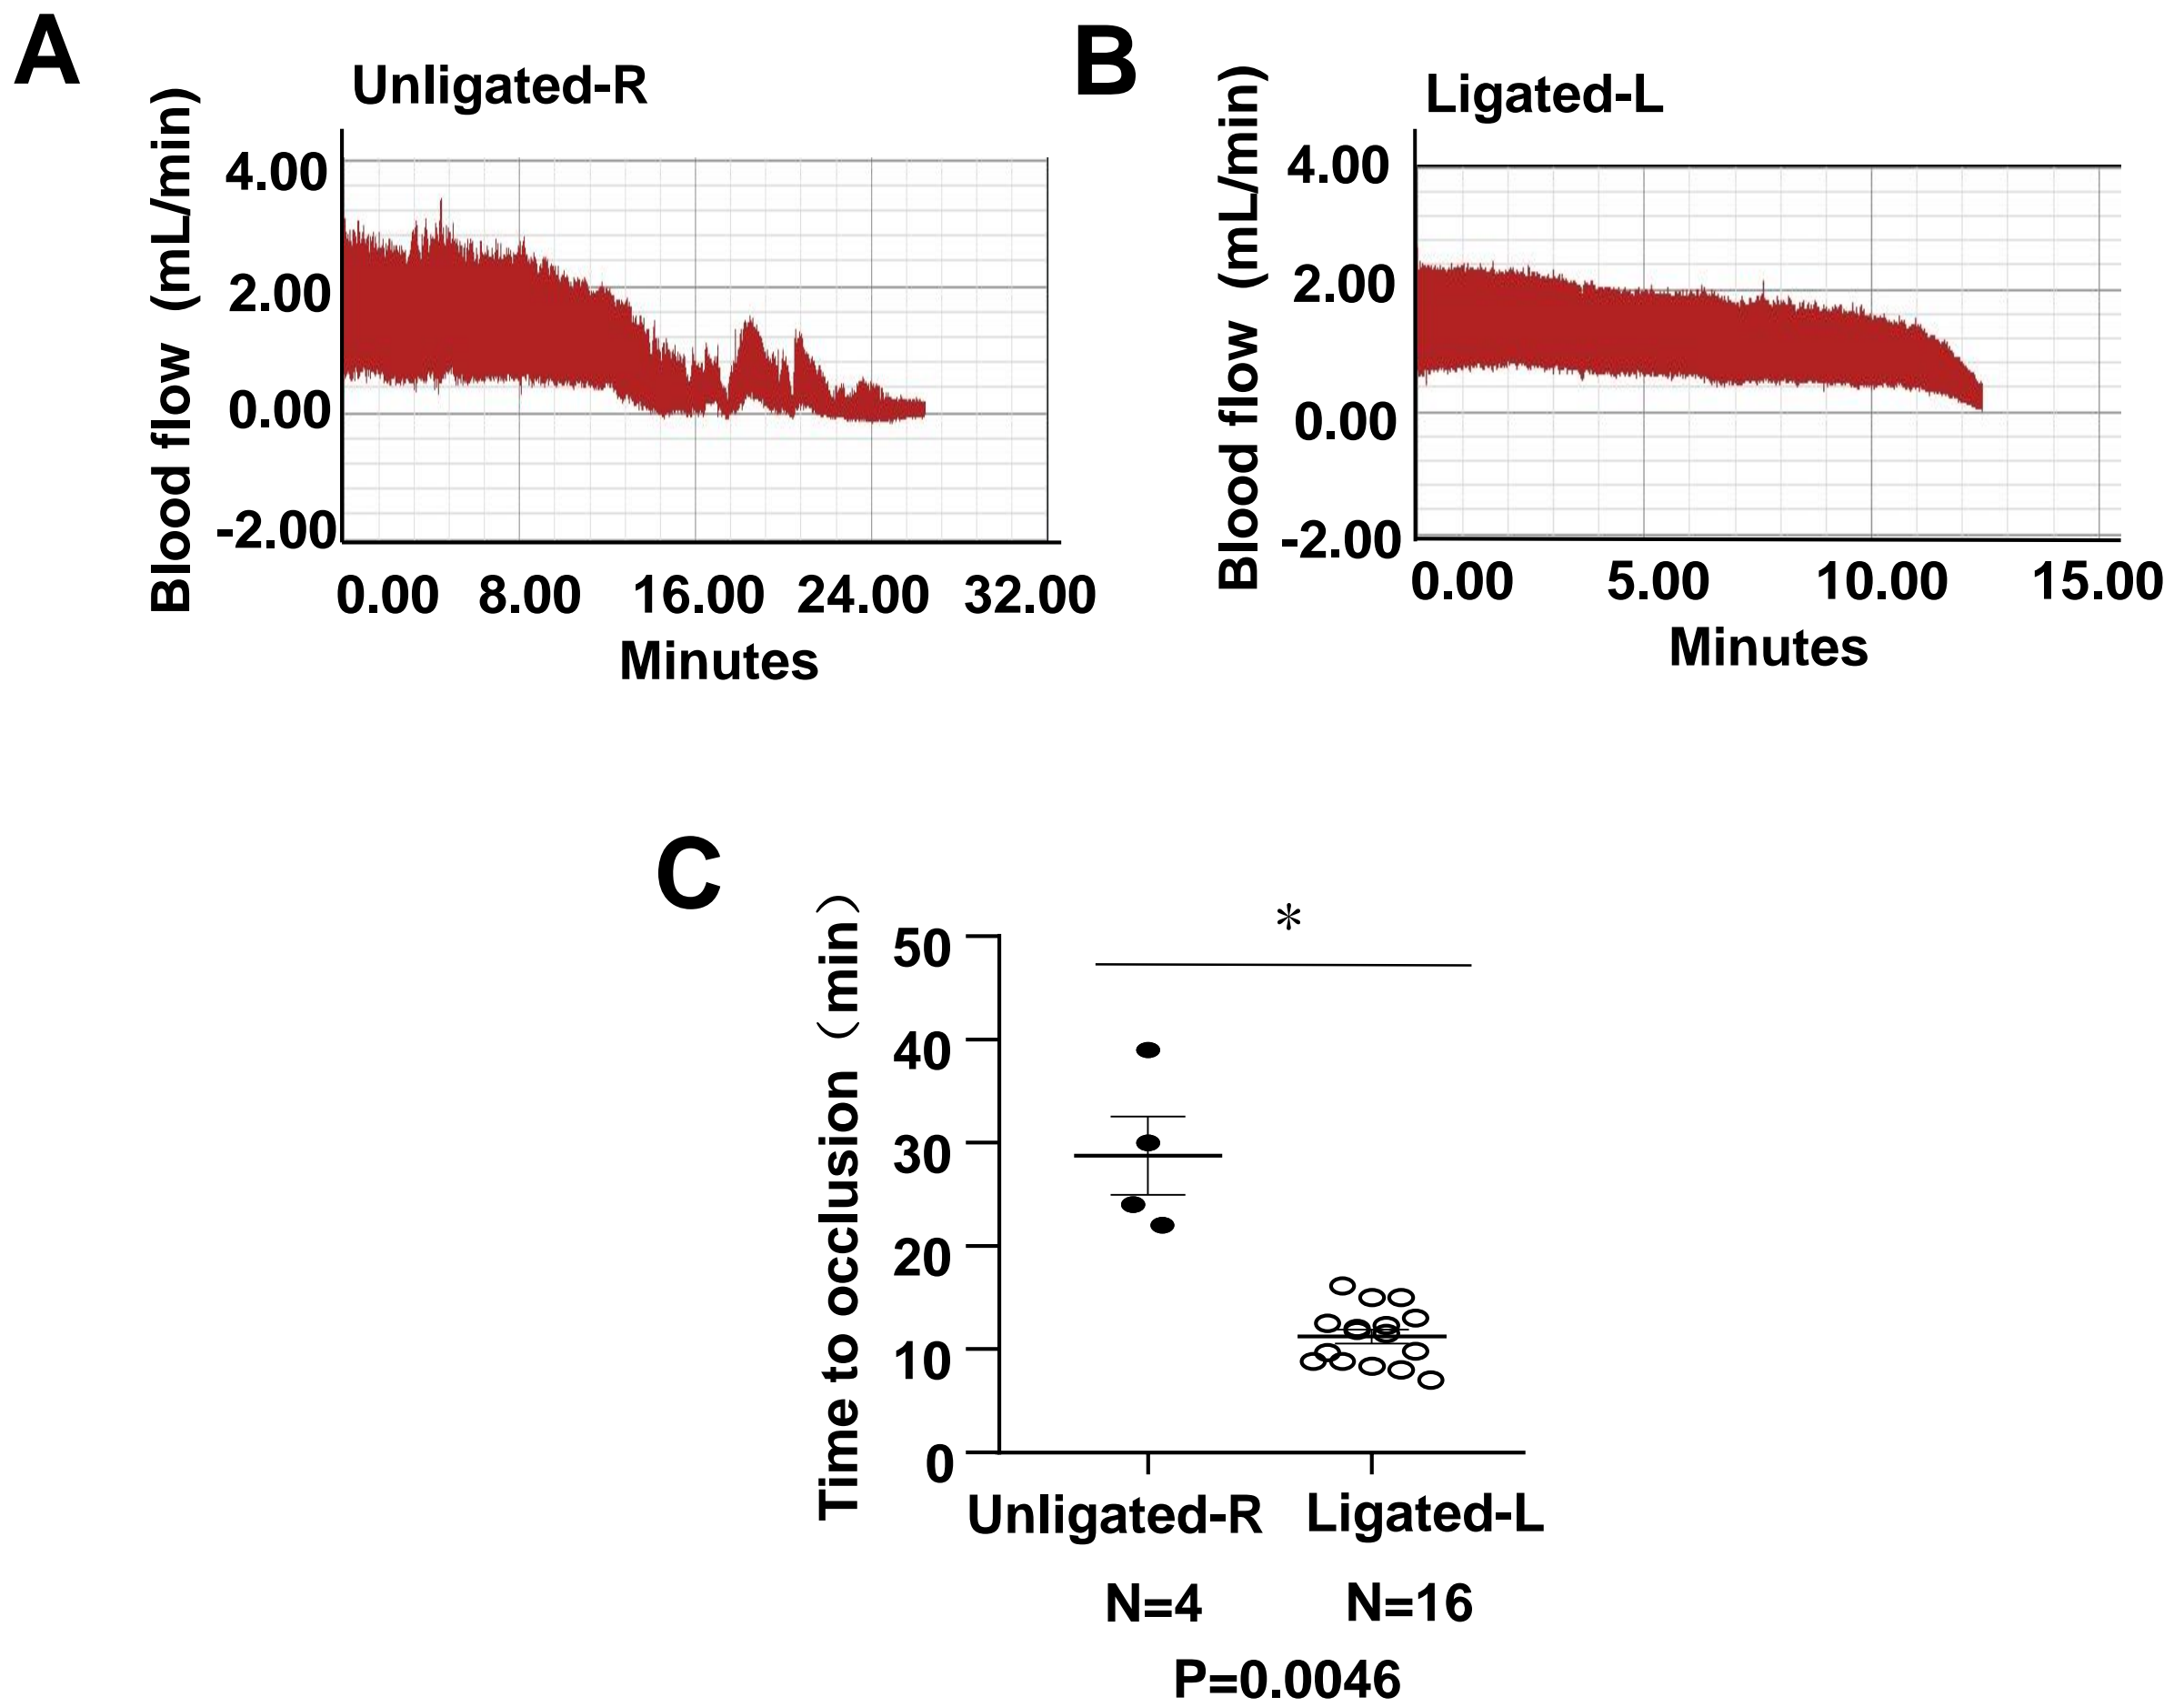 A
Unligated-R
Blood flow (mL/min)
4.00
2.00
0.00
-2.00
0.00 8.00 16.00 24.00 32.00
Minutes
B
Ligated-L
Blood flow (mL/min)
4.00
2.00
0.00
-2.00
0.00 5.00 10.00 15.00
Minutes
C
Time to occlusion（min）
*
50
40
30
20
10
0
Unligated-R Ligated-L
N=4 N=16
P=0.0046